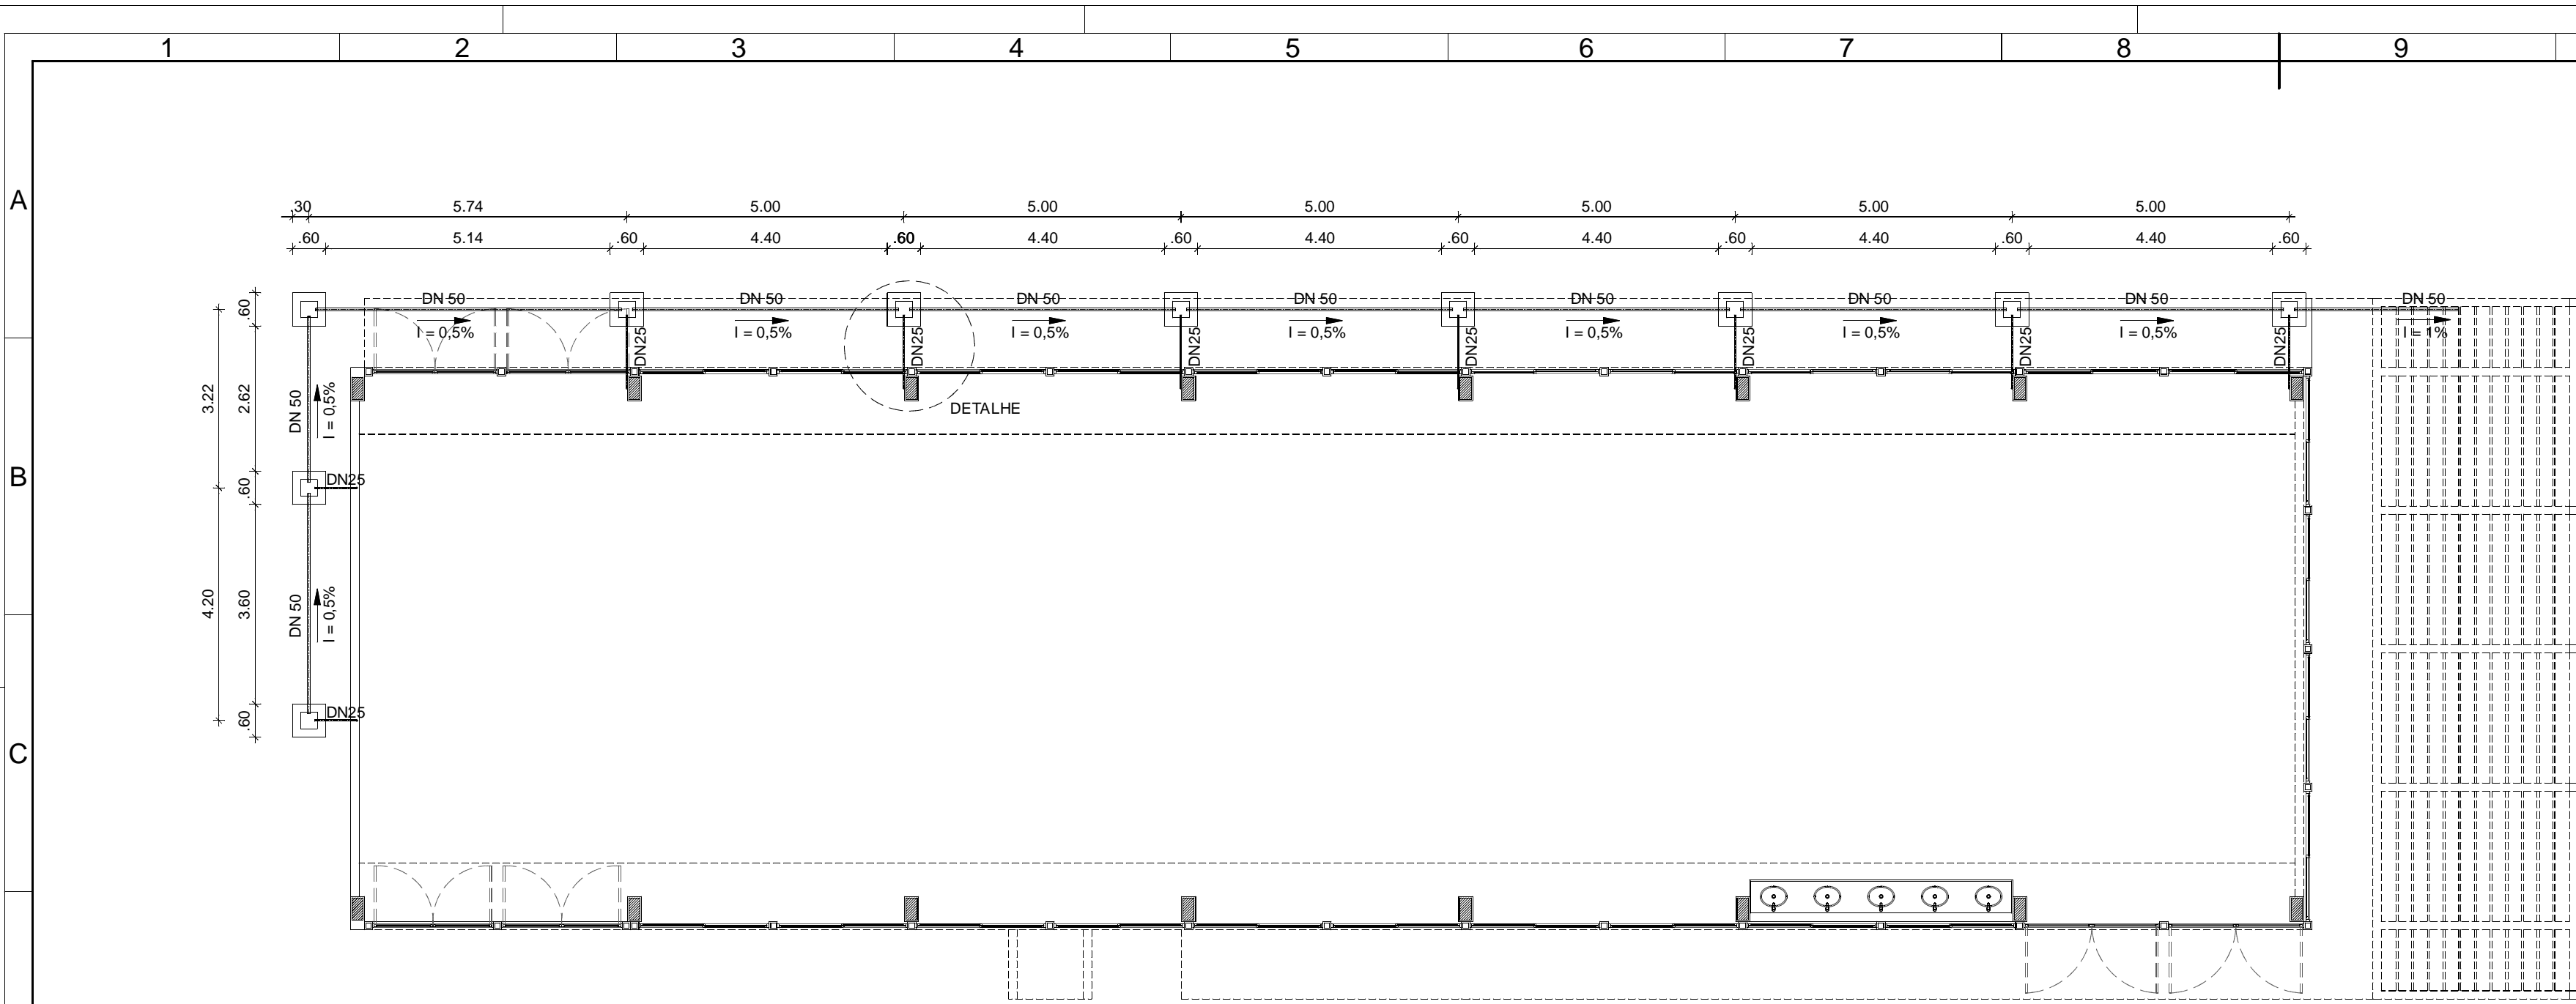 1 2 3 4 5 6 7 8 9
A
.30 5.74 5.00 5.00 5.00 5.00 5.00 5.00
.60 5.14 .60 4.40 .60 4.40 .60 4.40 .60 4.40 .60 4.40 .60 4.40 .60
DN 50 DN 50 DN 50 DN 50 DN 50 DN 50 DN 50 DN 50
I = 0,5% I = 0,5% I = 0,5% I = 0,5% I = 0,5% I = 0,5% I = 0,5% I = 1%
DN25 DN25 DN25 DN25 DN25 DN25 DN25
.60
3.22 2.62 DN 50 I = 0,5%
DETALHE
B
.60 DN25
4.20 3.60 DN 50 I = 0,5%
.60 DN25
C